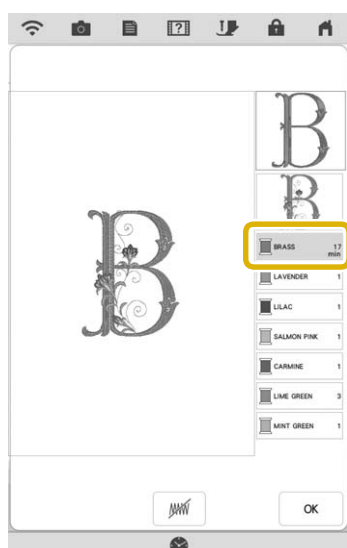 B
BRASS 17
min
LAVENDER 1
LILAC 1
SALMON PINK 1
CARMINE 1
LIME GREEN 3
MINT GREEN 1
OK